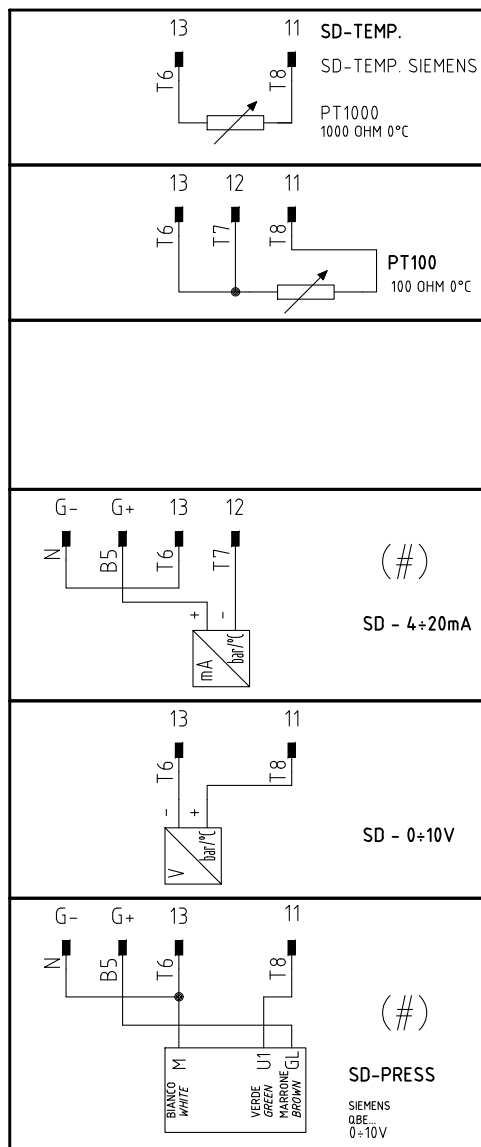 13 11 SD-TEMP.
T6 T8 SD-TEMP. SIEMENS
PT1000
1000 OHM 0°C
13 12 11
T6 T7 T8
PT100
100 OHM 0°C
G- G+ 13 12
N B5 T6 T7
(#)
+ -
mA bar/°C
SD - 4÷20mA
13 11
T6 T8
- +
V bar/°C
SD - 0÷10V
G- G+ 13 11
N B5 T6 T8
(#)
M U1 GL
BIANCO VERDE MARRONE
WHITE GREEN BROWN
SD-PRESS
SIEMENS
QBE...
0÷10V